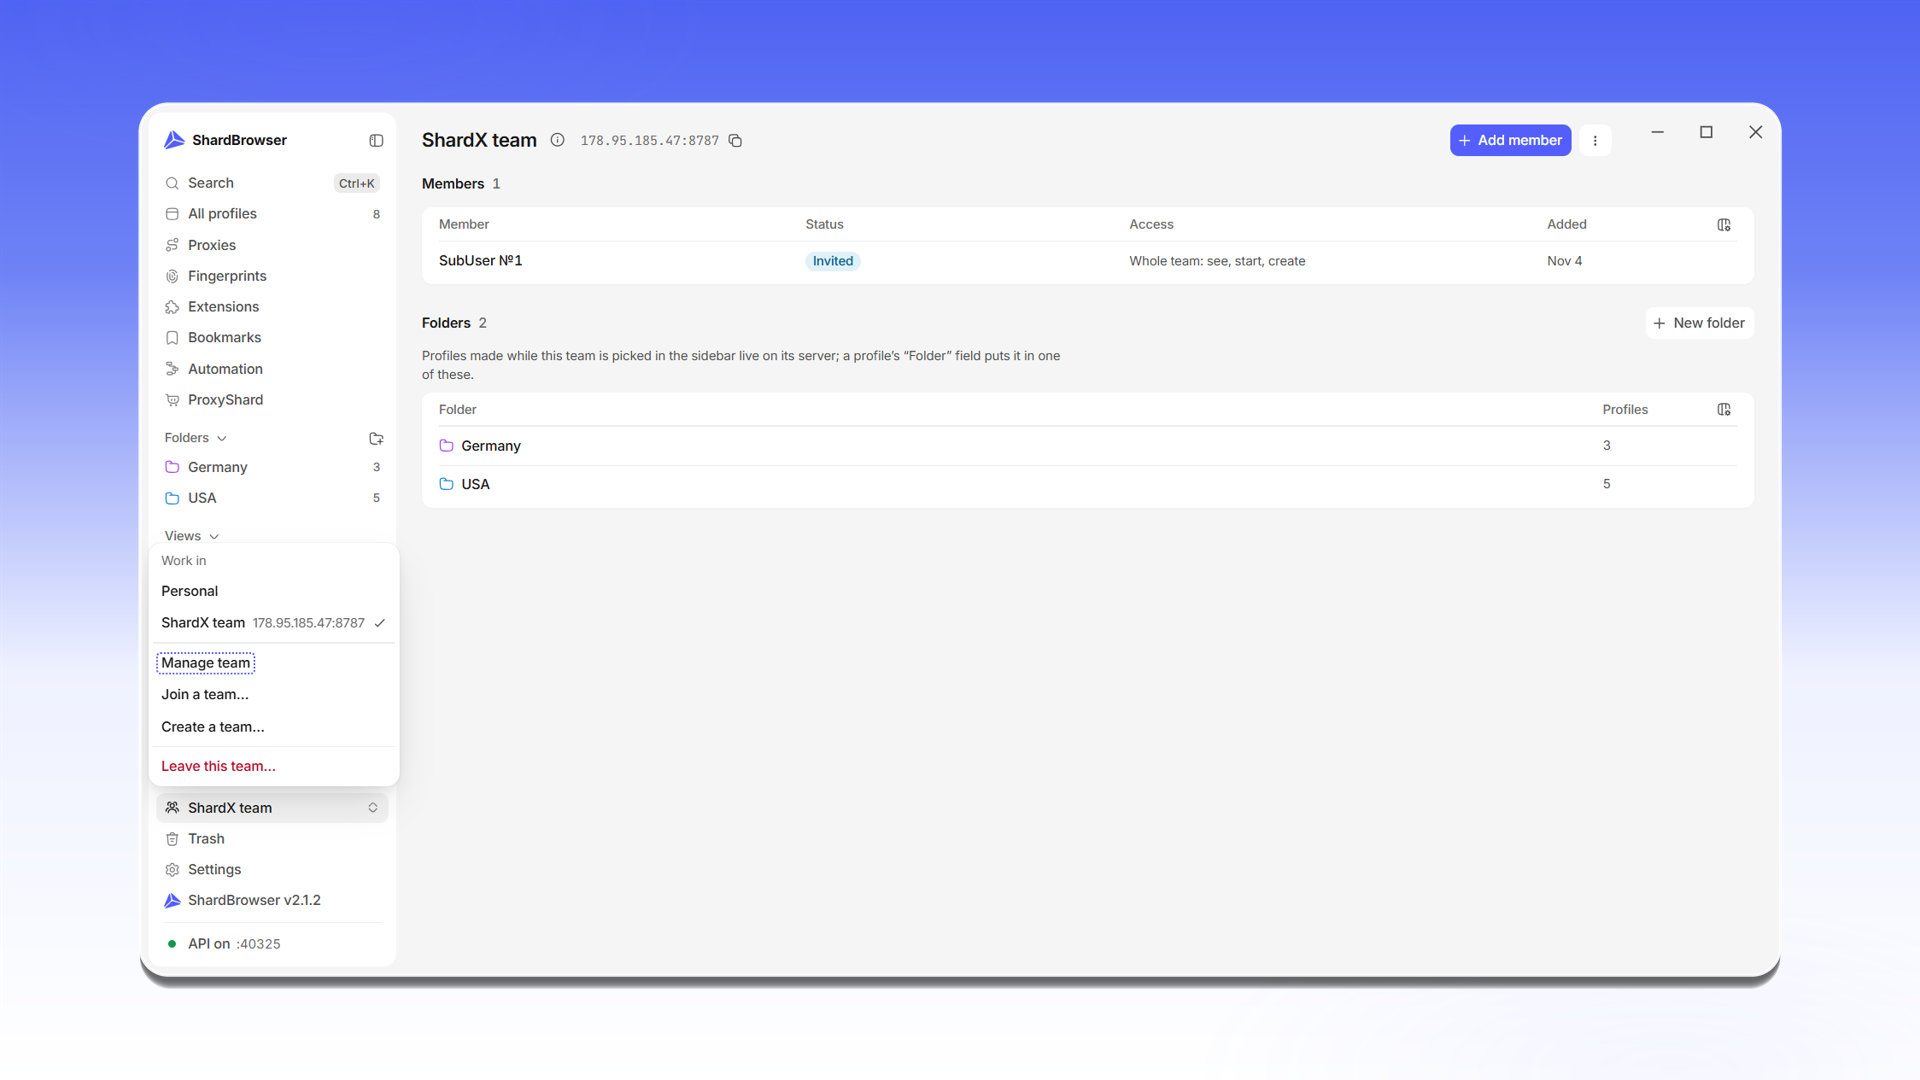 ShardBrowser
Search Ctrl+K
All profiles 8
Proxies
Fingerprints
Extensions
Bookmarks
Automation
ProxyShard
Folders
Germany 3
USA 5
Views
Work in
Personal
ShardX team 178.95.185.47:8787
Manage team
Join a team...
Create a team...
Leave this team...
ShardX team
Trash
Settings
ShardBrowser v2.1.2
API on :40325
ShardX team 178.95.185.47:8787
Add member
Members 1
Member Status Access Added
SubUser №1 Invited Whole team: see, start, create Nov 4
Folders 2
New folder
Profiles made while this team is picked in the sidebar live on its server; a profile’s “Folder” field puts it in one
of these.
Folder Profiles
Germany 3
USA 5